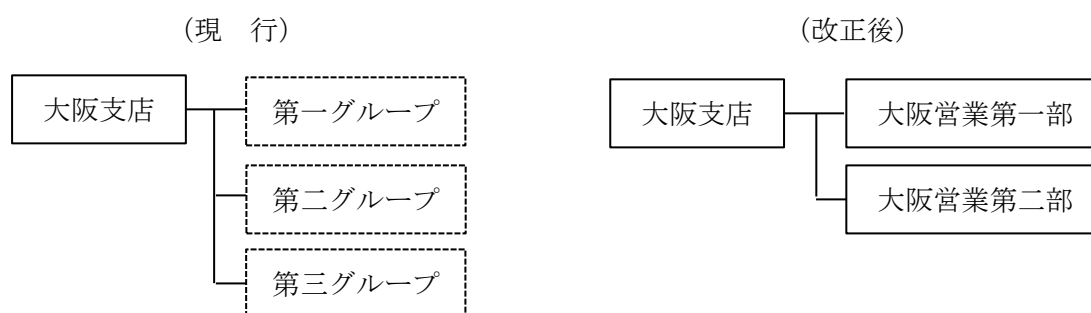 (現　行)
(改正後)
大阪支店
第一グループ
第二グループ
第三グループ
大阪支店
大阪営業第一部
大阪営業第二部